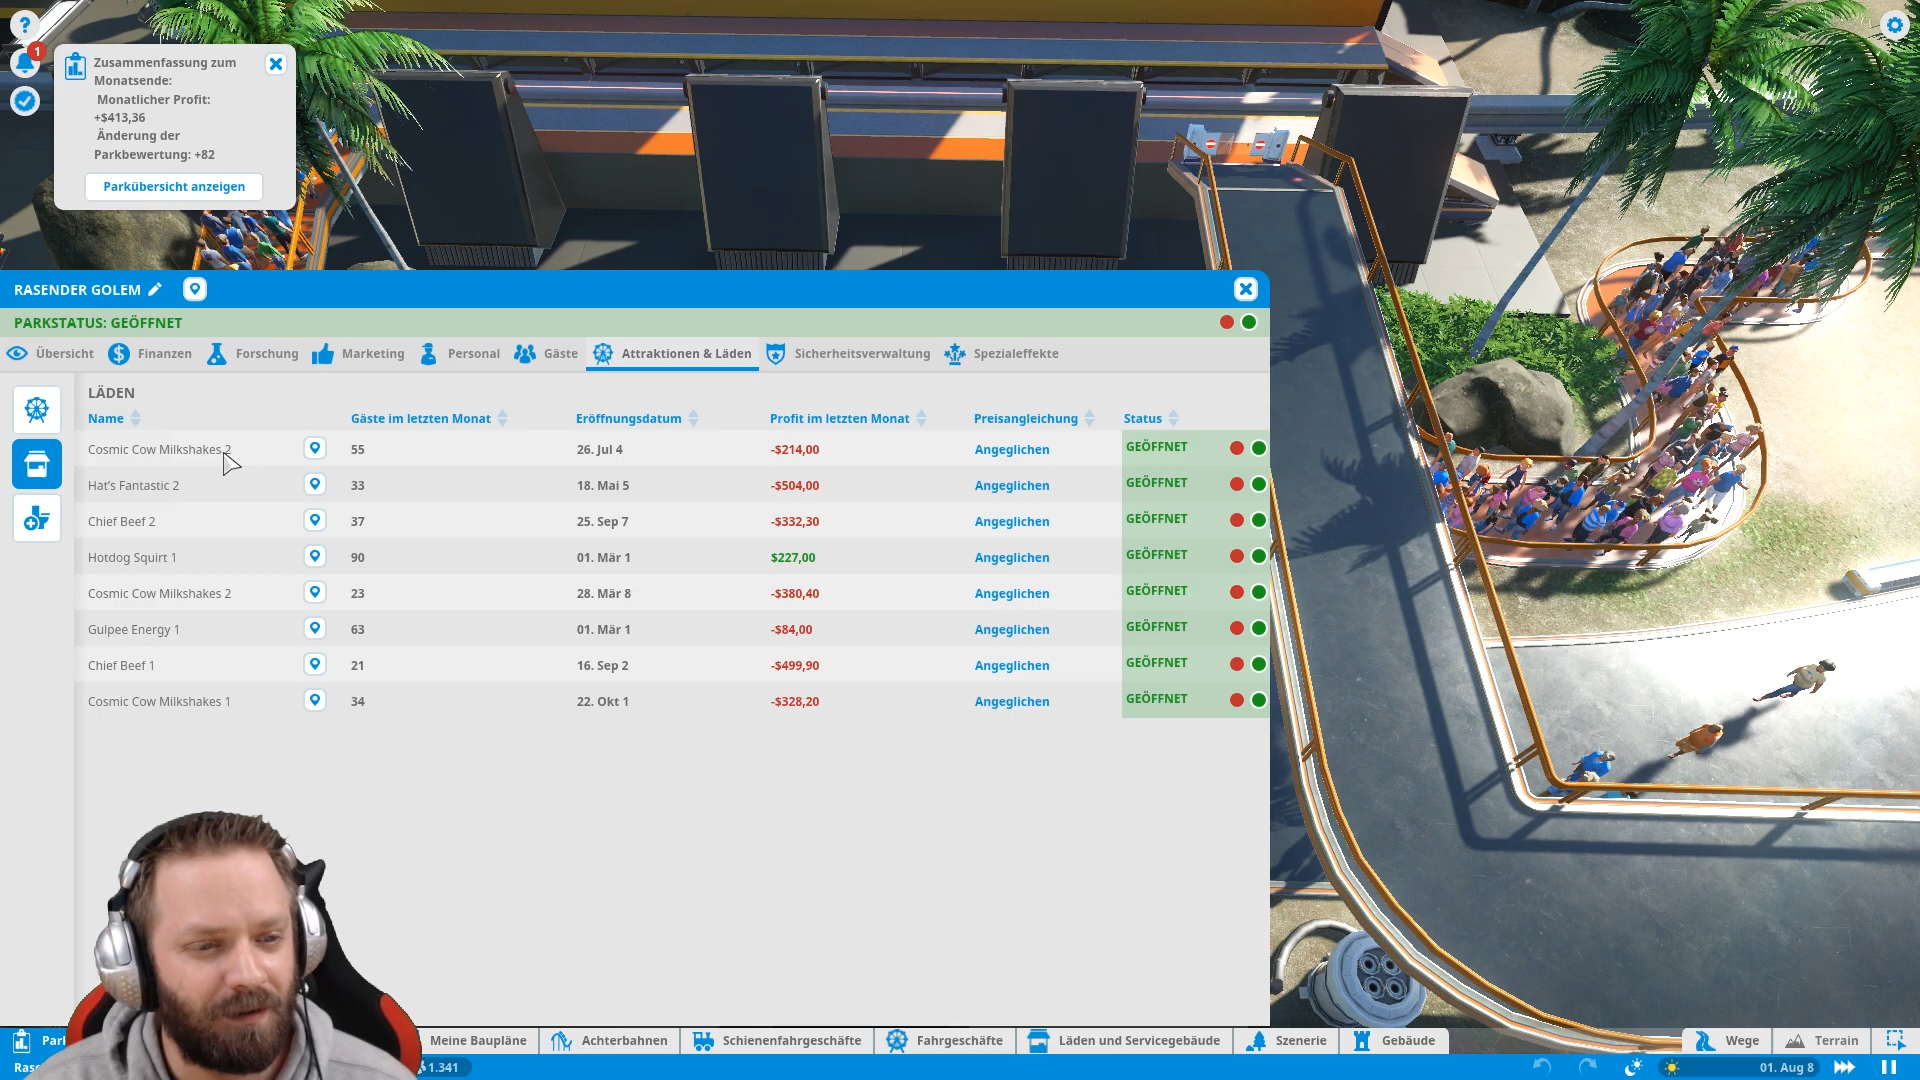 ?
1
Zusammenfassung zum
Monatsende:
Monatlicher Profit:
+$413,36
Änderung der
Parkbewertung: +82
Parkübersicht anzeigen
RASENDER GOLEM
PARKSTATUS: GEÖFFNET
Übersicht Finanzen Forschung Marketing Personal Gäste Attraktionen & Läden Sicherheitsverwaltung Spezialeffekte
LÄDEN
Name Gäste im letzten Monat Eröffnungsdatum Profit im letzten Monat Preisangleichung Status
Cosmic Cow Milkshakes 2 55 26. Jul 4 -$214,00 Angeglichen GEÖFFNET
Hat's Fantastic 2 33 18. Mai 5 -$504,00 Angeglichen GEÖFFNET
Chief Beef 2 37 25. Sep 7 -$332,30 Angeglichen GEÖFFNET
Hotdog Squirt 1 90 01. Mär 1 $227,00 Angeglichen GEÖFFNET
Cosmic Cow Milkshakes 2 23 28. Mär 8 -$380,40 Angeglichen GEÖFFNET
Gulpee Energy 1 63 01. Mär 1 -$84,00 Angeglichen GEÖFFNET
Chief Beef 1 21 16. Sep 2 -$499,90 Angeglichen GEÖFFNET
Cosmic Cow Milkshakes 1 34 22. Okt 1 -$328,20 Angeglichen GEÖFFNET
Park Meine Baupläne Achterbahnen Schienenfahrgeschäfte Fahrgeschäfte Läden und Servicegebäude Szenerie Gebäude Wege Terrain
1.341 01. Aug 8